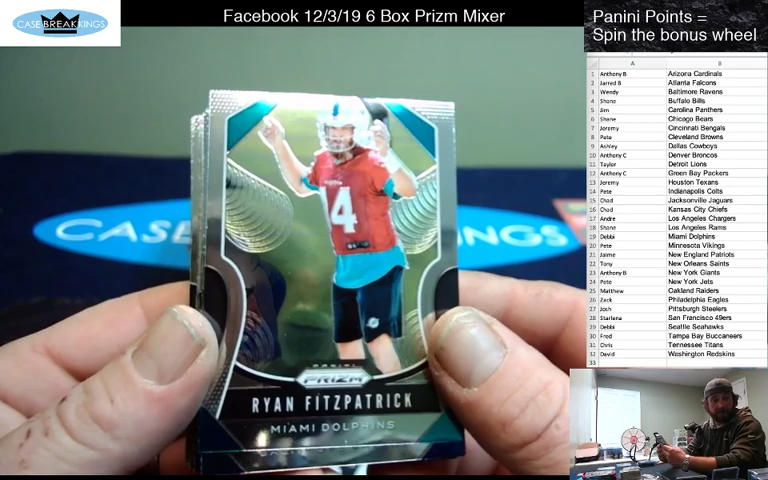 CASE BREAK KINGS
Facebook 12/3/19 6 Box Prizm Mixer
Panini Points =
Spin the bonus wheel
CASE
KINGS
4
PANINI
PRIZM
RYAN FITZPATRICK
MIAMI DOLPHINS
A B
1 Anthony B Arizona Cardinals
2 Jarred B Atlanta Falcons
3 Wendy Baltimore Ravens
4 Shane Buffalo Bills
5 Jim Carolina Panthers
6 Shane Chicago Bears
7 Jeremy Cincinnati Bengals
8 Pete Cleveland Browns
9 Ashley Dallas Cowboys
10 Anthony C Denver Broncos
11 Taylor Detroit Lions
12 Anthony C Green Bay Packers
13 Jeremy Houston Texans
14 Pete Indianapolis Colts
15 Chad Jacksonville Jaguars
16 Chad Kansas City Chiefs
17 Andre Los Angeles Chargers
18 Shane Los Angeles Rams
19 Debbi Miami Dolphins
20 Pete Minnesota Vikings
21 Jaime New England Patriots
22 Tony New Orleans Saints
23 Anthony B New York Giants
24 Pete New York Jets
25 Matthew Oakland Raiders
26 Zack Philadelphia Eagles
27 Josh Pittsburgh Steelers
28 Starlena San Francisco 49ers
29 Debbi Seattle Seahawks
30 Fred Tampa Bay Buccaneers
31 Chris Tennessee Titans
32 David Washington Redskins
33